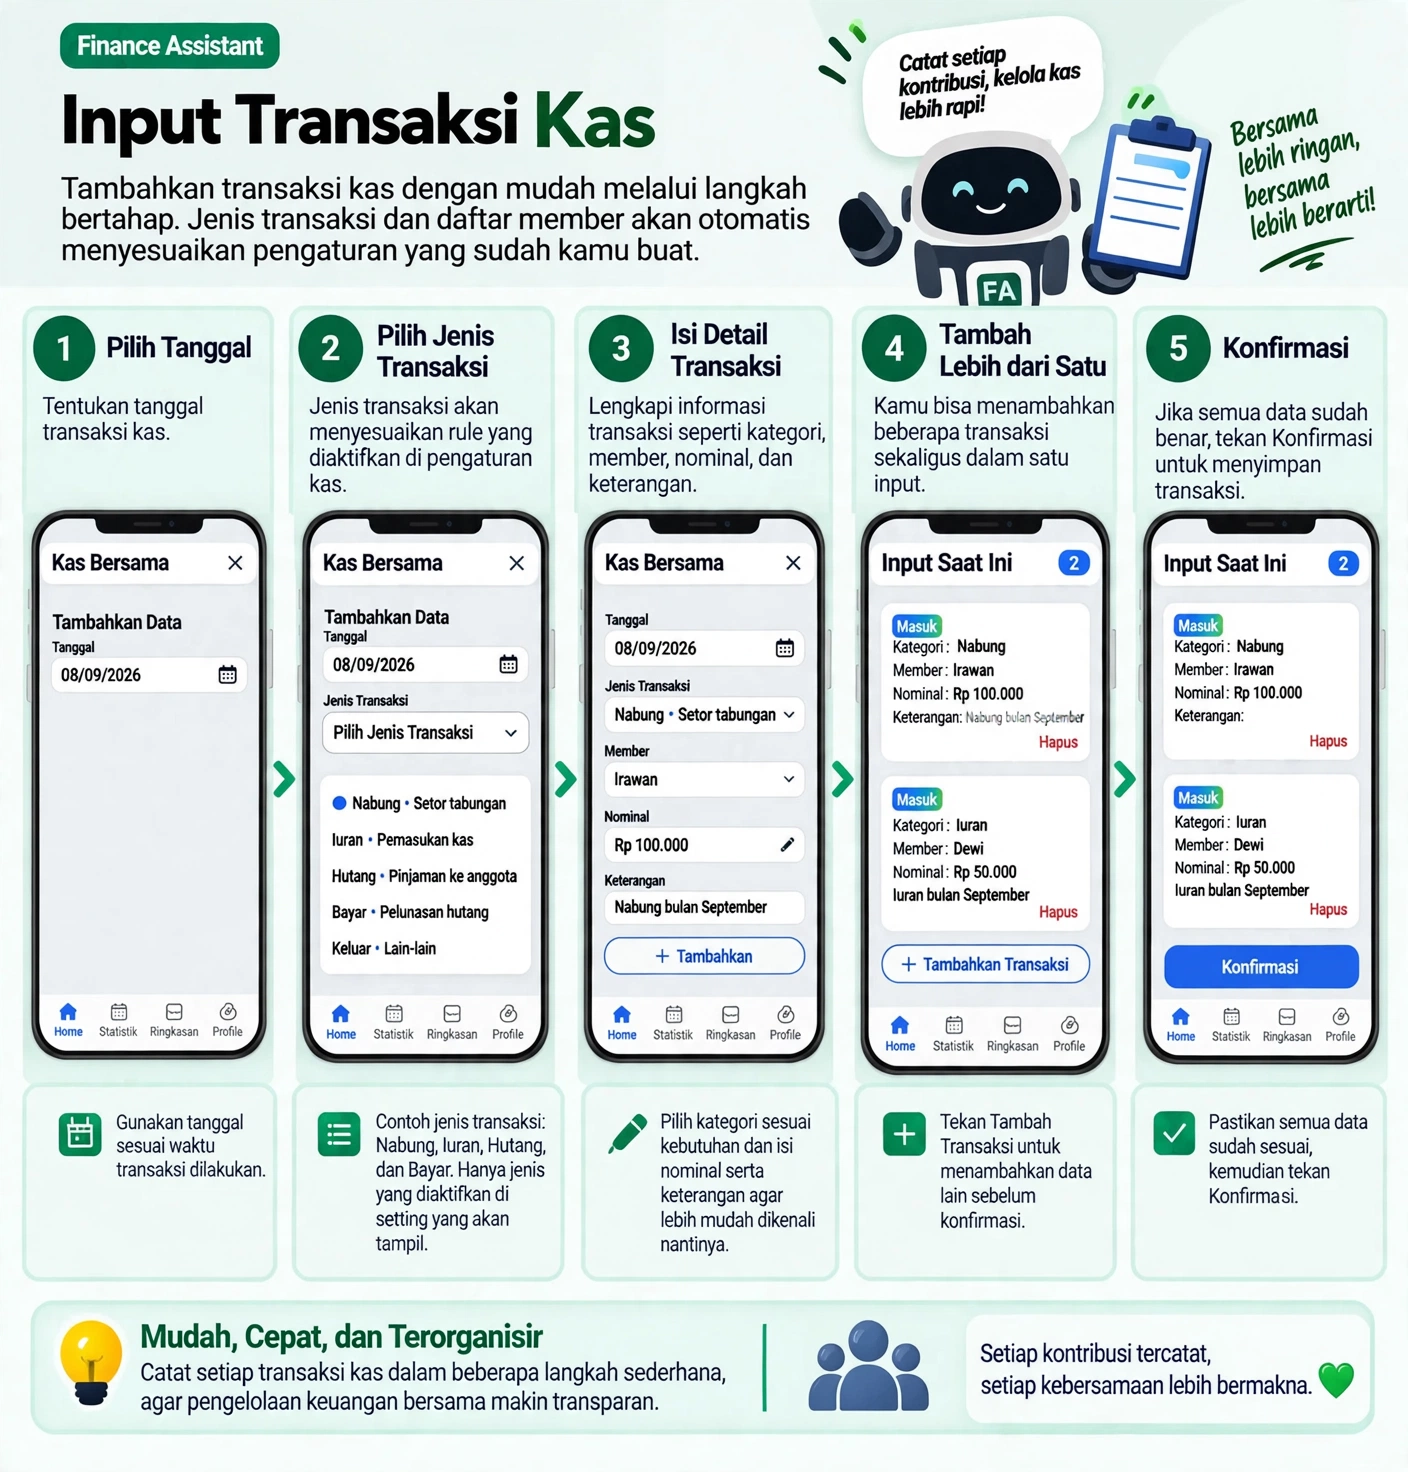 Finance Assistant
Input Transaksi Kas
Tambahkan transaksi kas dengan mudah melalui langkah
bertahap. Jenis transaksi dan daftar member akan otomatis
menyesuaikan pengaturan yang sudah kamu buat.
Catat setiap
kontribusi, kelola kas
lebih rapi!
FA
Bersama
lebih ringan,
bersama
lebih berarti!
1 Pilih Tanggal
Tentukan tanggal
transaksi kas.
Kas Bersama
Tambahkan Data
Tanggal
08/09/2026
Home Statistik Ringkasan Profile
Gunakan tanggal
sesuai waktu
transaksi dilakukan.
2 Pilih Jenis
Transaksi
Jenis transaksi akan
menyesuaikan rule yang
diaktifkan di pengaturan
kas.
Kas Bersama
Tambahkan Data
Tanggal
08/09/2026
Jenis Transaksi
Pilih Jenis Transaksi
Nabung • Setor tabungan
Iuran • Pemasukan kas
Hutang • Pinjaman ke anggota
Bayar • Pelunasan hutang
Keluar • Lain-lain
Home Statistik Ringkasan Profile
Contoh jenis transaksi:
Nabung, Iuran, Hutang,
dan Bayar. Hanya jenis
yang diaktifkan di
setting yang akan
tampil.
3 Isi Detail
Transaksi
Lengkapi informasi
transaksi seperti kategori,
member, nominal, dan
keterangan.
Kas Bersama
Tanggal
08/09/2026
Jenis Transaksi
Nabung • Setor tabungan
Member
Irawan
Nominal
Rp 100.000
Keterangan
Nabung bulan September
+ Tambahkan
Home Statistik Ringkasan Profile
Pilih kategori sesuai
kebutuhan dan isi
nominal serta
keterangan agar
lebih mudah dikenali
nantinya.
4 Tambah
Lebih dari Satu
Kamu bisa menambahkan
beberapa transaksi
sekaligus dalam satu
input.
Input Saat Ini 2
Masuk
Kategori : Nabung
Member : Irawan
Nominal : Rp 100.000
Keterangan: Nabung bulan September
Hapus
Masuk
Kategori : Iuran
Member : Dewi
Nominal : Rp 50.000
Iuran bulan September
Hapus
+ Tambahkan Transaksi
Home Statistik Ringkasan Profile
Tekan Tambah
Transaksi untuk
menambahkan data
lain sebelum
konfirmasi.
5 Konfirmasi
Jika semua data sudah
benar, tekan Konfirmasi
untuk menyimpan
transaksi.
Input Saat Ini 2
Masuk
Kategori : Nabung
Member : Irawan
Nominal : Rp 100.000
Keterangan:
Hapus
Masuk
Kategori : Iuran
Member : Dewi
Nominal : Rp 50.000
Iuran bulan September
Hapus
Konfirmasi
Home Statistik Ringkasan Profile
Pastikan semua data
sudah sesuai,
kemudian tekan
Konfirmasi.
Mudah, Cepat, dan Terorganisir
Catat setiap transaksi kas dalam beberapa langkah sederhana,
agar pengelolaan keuangan bersama makin transparan.
Setiap kontribusi tercatat,
setiap kebersamaan lebih bermakna.